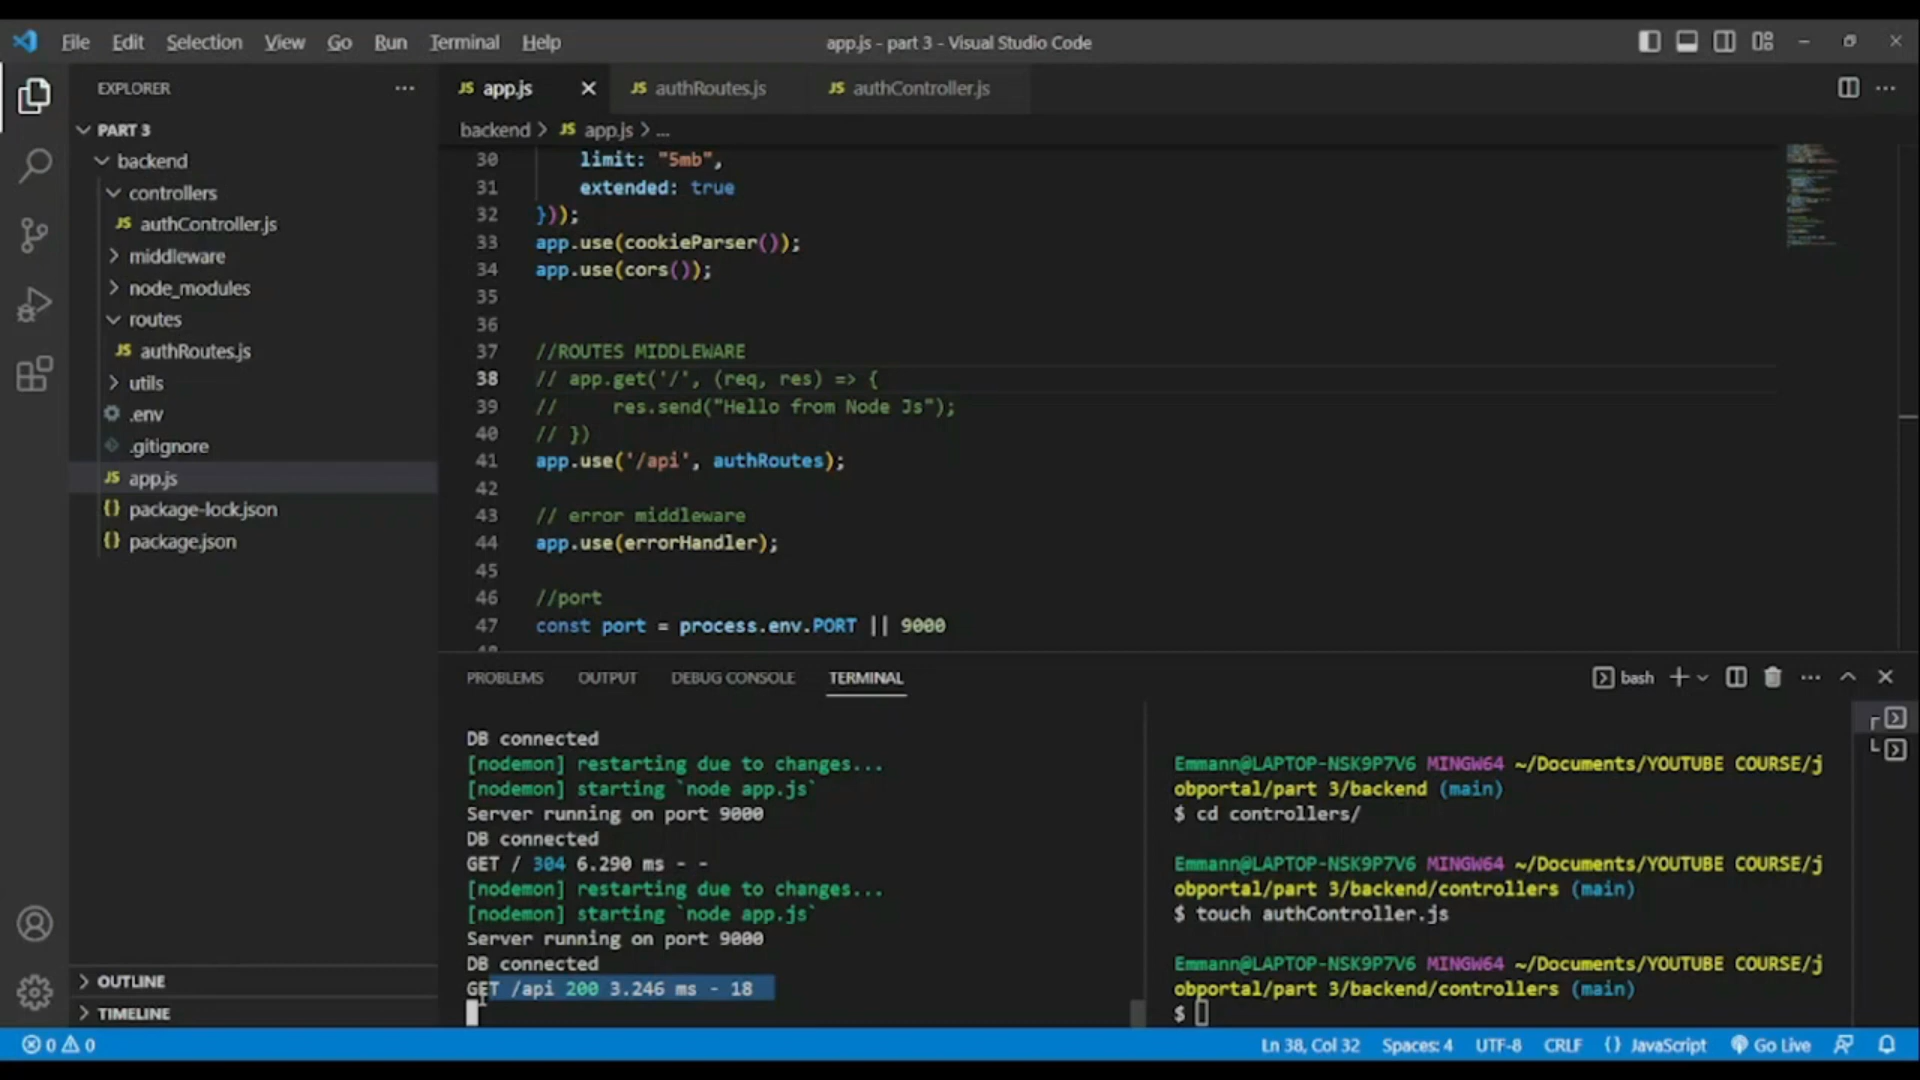 File Edit Selection View Go Run Terminal Help
app.js - part 3 - Visual Studio Code
EXPLORER
PART 3
backend
controllers
JS authController.js
middleware
node_modules
routes
JS authRoutes.js
utils
.env
.gitignore
JS app.js
{} package-lock.json
{} package.json
OUTLINE
TIMELINE
JS app.js
JS authRoutes.js
JS authController.js
backend > JS app.js > ...
30 limit: "5mb",
31 extended: true
32 }));
33 app.use(cookieParser());
34 app.use(cors());
35
36
37 //ROUTES MIDDLEWARE
38 // app.get('/', (req, res) => {
39 //     res.send("Hello from Node Js");
40 // })
41 app.use('/api', authRoutes);
42
43 // error middleware
44 app.use(errorHandler);
45
46 //port
47 const port = process.env.PORT || 9000
PROBLEMS OUTPUT DEBUG CONSOLE TERMINAL
bash
DB connected
[nodemon] restarting due to changes...
[nodemon] starting `node app.js`
Server running on port 9000
DB connected
GET / 304 6.290 ms - -
[nodemon] restarting due to changes...
[nodemon] starting `node app.js`
Server running on port 9000
DB connected
GET /api 200 3.246 ms - 18
Emmann@LAPTOP-NSK9P7V6 MINGW64 ~/Documents/YOUTUBE COURSE/j
obportal/part 3/backend (main)
$ cd controllers/
Emmann@LAPTOP-NSK9P7V6 MINGW64 ~/Documents/YOUTUBE COURSE/j
obportal/part 3/backend/controllers (main)
$ touch authController.js
Emmann@LAPTOP-NSK9P7V6 MINGW64 ~/Documents/YOUTUBE COURSE/j
obportal/part 3/backend/controllers (main)
$
0 0
Ln 38, Col 32 Spaces: 4 UTF-8 CRLF {} JavaScript Go Live